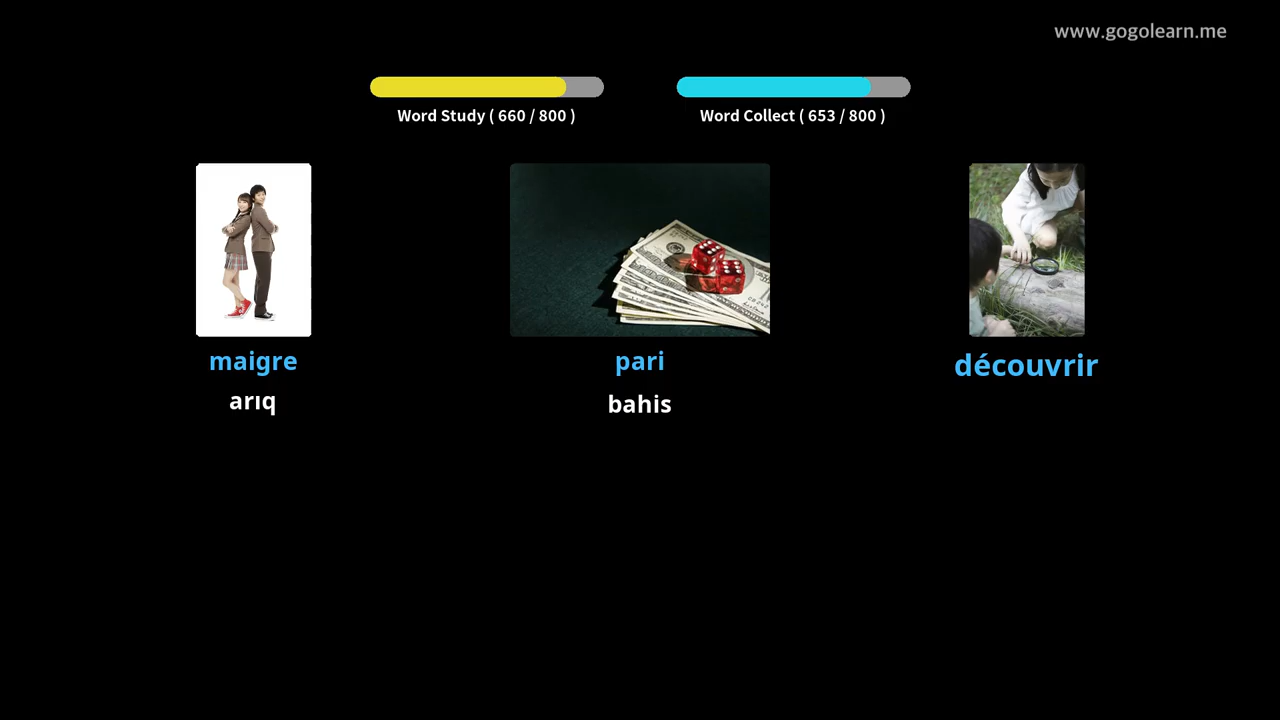 www.gogolearn.me
Word Study ( 660 / 800 )
Word Collect ( 653 / 800 )
maigre
pari
découvrir
arıq
bahis